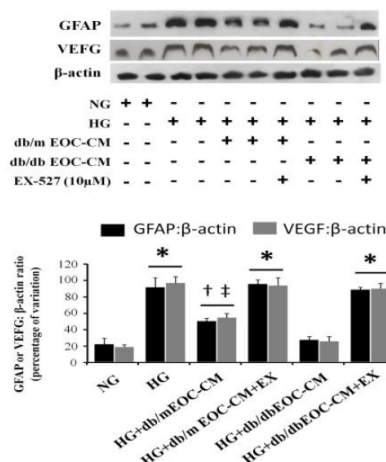 GFAP
VEFG
β-actin
NG + + - - - - - - - -
HG - - + + + + + + + +
db/m EOC-CM - - - - + + + - - -
db/db EOC-CM - - - - - - - + + +
EX-527 (10μM) - - - - - - + - - +
GFAP:β-actin VEGF:β-actin
GFAP or VEGF: β-actin ratio
(percentage of variation)
120
100
80
60
40
20
0
* † ‡ * *
NG
HG
HG+db/mEOC-CM
HG+db/m EOC-CM+EX
HG+db/dbEOC-CM
HG+db/dbEOC-CM+EX